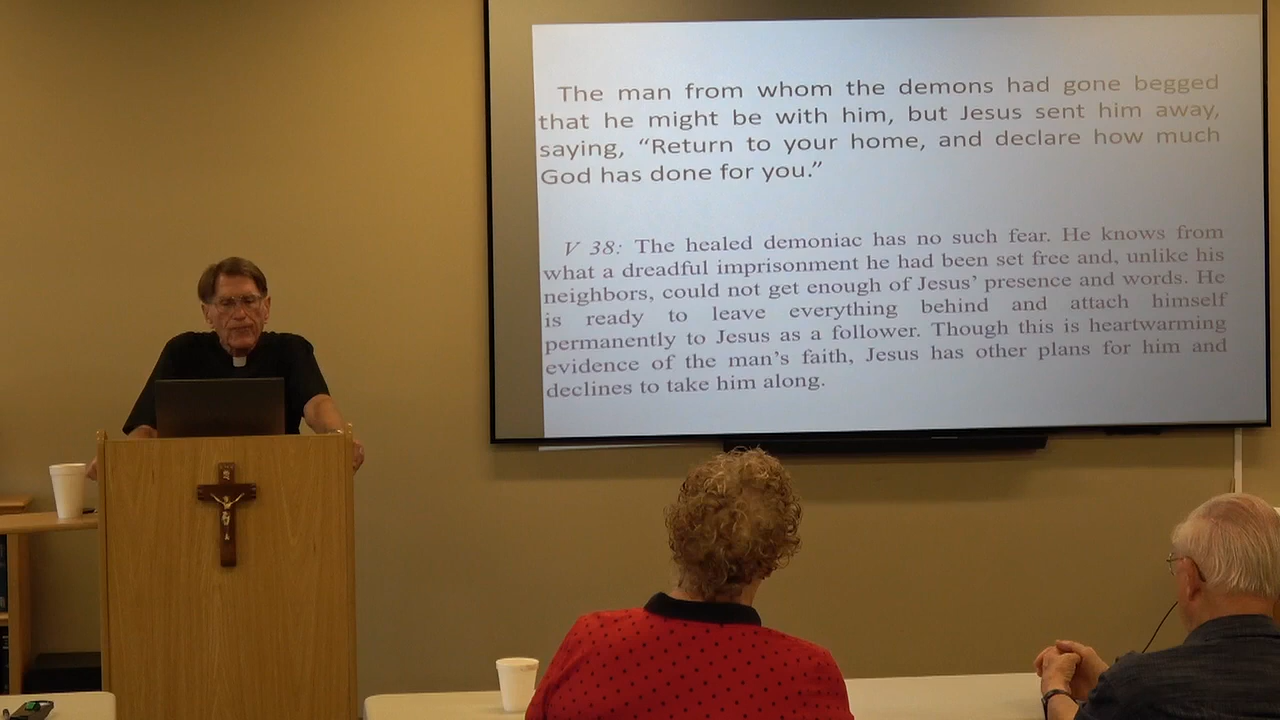 The man from whom the demons had gone begged
that he might be with him, but Jesus sent him away,
saying, “Return to your home, and declare how much
God has done for you.”
V 38: The healed demoniac has no such fear. He knows from
what a dreadful imprisonment he had been set free and, unlike his
neighbors, could not get enough of Jesus’ presence and words. He
is ready to leave everything behind and attach himself
permanently to Jesus as a follower. Though this is heartwarming
evidence of the man’s faith, Jesus has other plans for him and
declines to take him along.